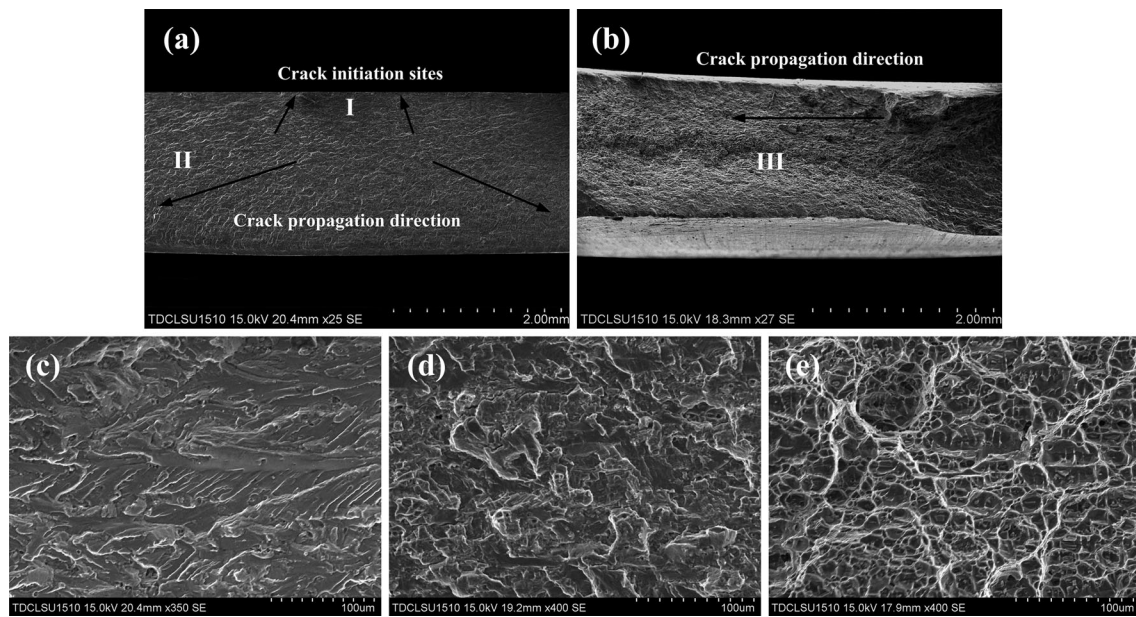 (a)
Crack initiation sites
I
II
Crack propagation direction
TDCLSU1510 15.0kV 20.4mm x25 SE 2.00mm
(b)
Crack propagation direction
III
TDCLSU1510 15.0kV 18.3mm x27 SE 2.00mm
(c)
TDCLSU1510 15.0kV 20.4mm x350 SE 100um
(d)
TDCLSU1510 15.0kV 19.2mm x400 SE 100um
(e)
TDCLSU1510 15.0kV 17.9mm x400 SE 100um